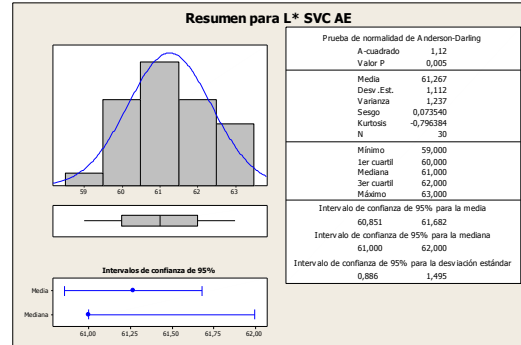 Resumen para L* SVC AE
59 60 61 62 63
Intervalos de confianza de 95%
Media
Mediana
61,00 61,25 61,50 61,75 62,00
Prueba de normalidad de Anderson-Darling
A-cuadrado 1,12
Valor P 0,005
Media 61,267
Desv.Est. 1,112
Varianza 1,237
Sesgo 0,073540
Kurtosis -0,796384
N 30
Mínimo 59,000
1er cuartil 60,000
Mediana 61,000
3er cuartil 62,000
Máximo 63,000
Intervalo de confianza de 95% para la media
60,851 61,682
Intervalo de confianza de 95% para la mediana
61,000 62,000
Intervalo de confianza de 95% para la desviación estándar
0,886 1,495